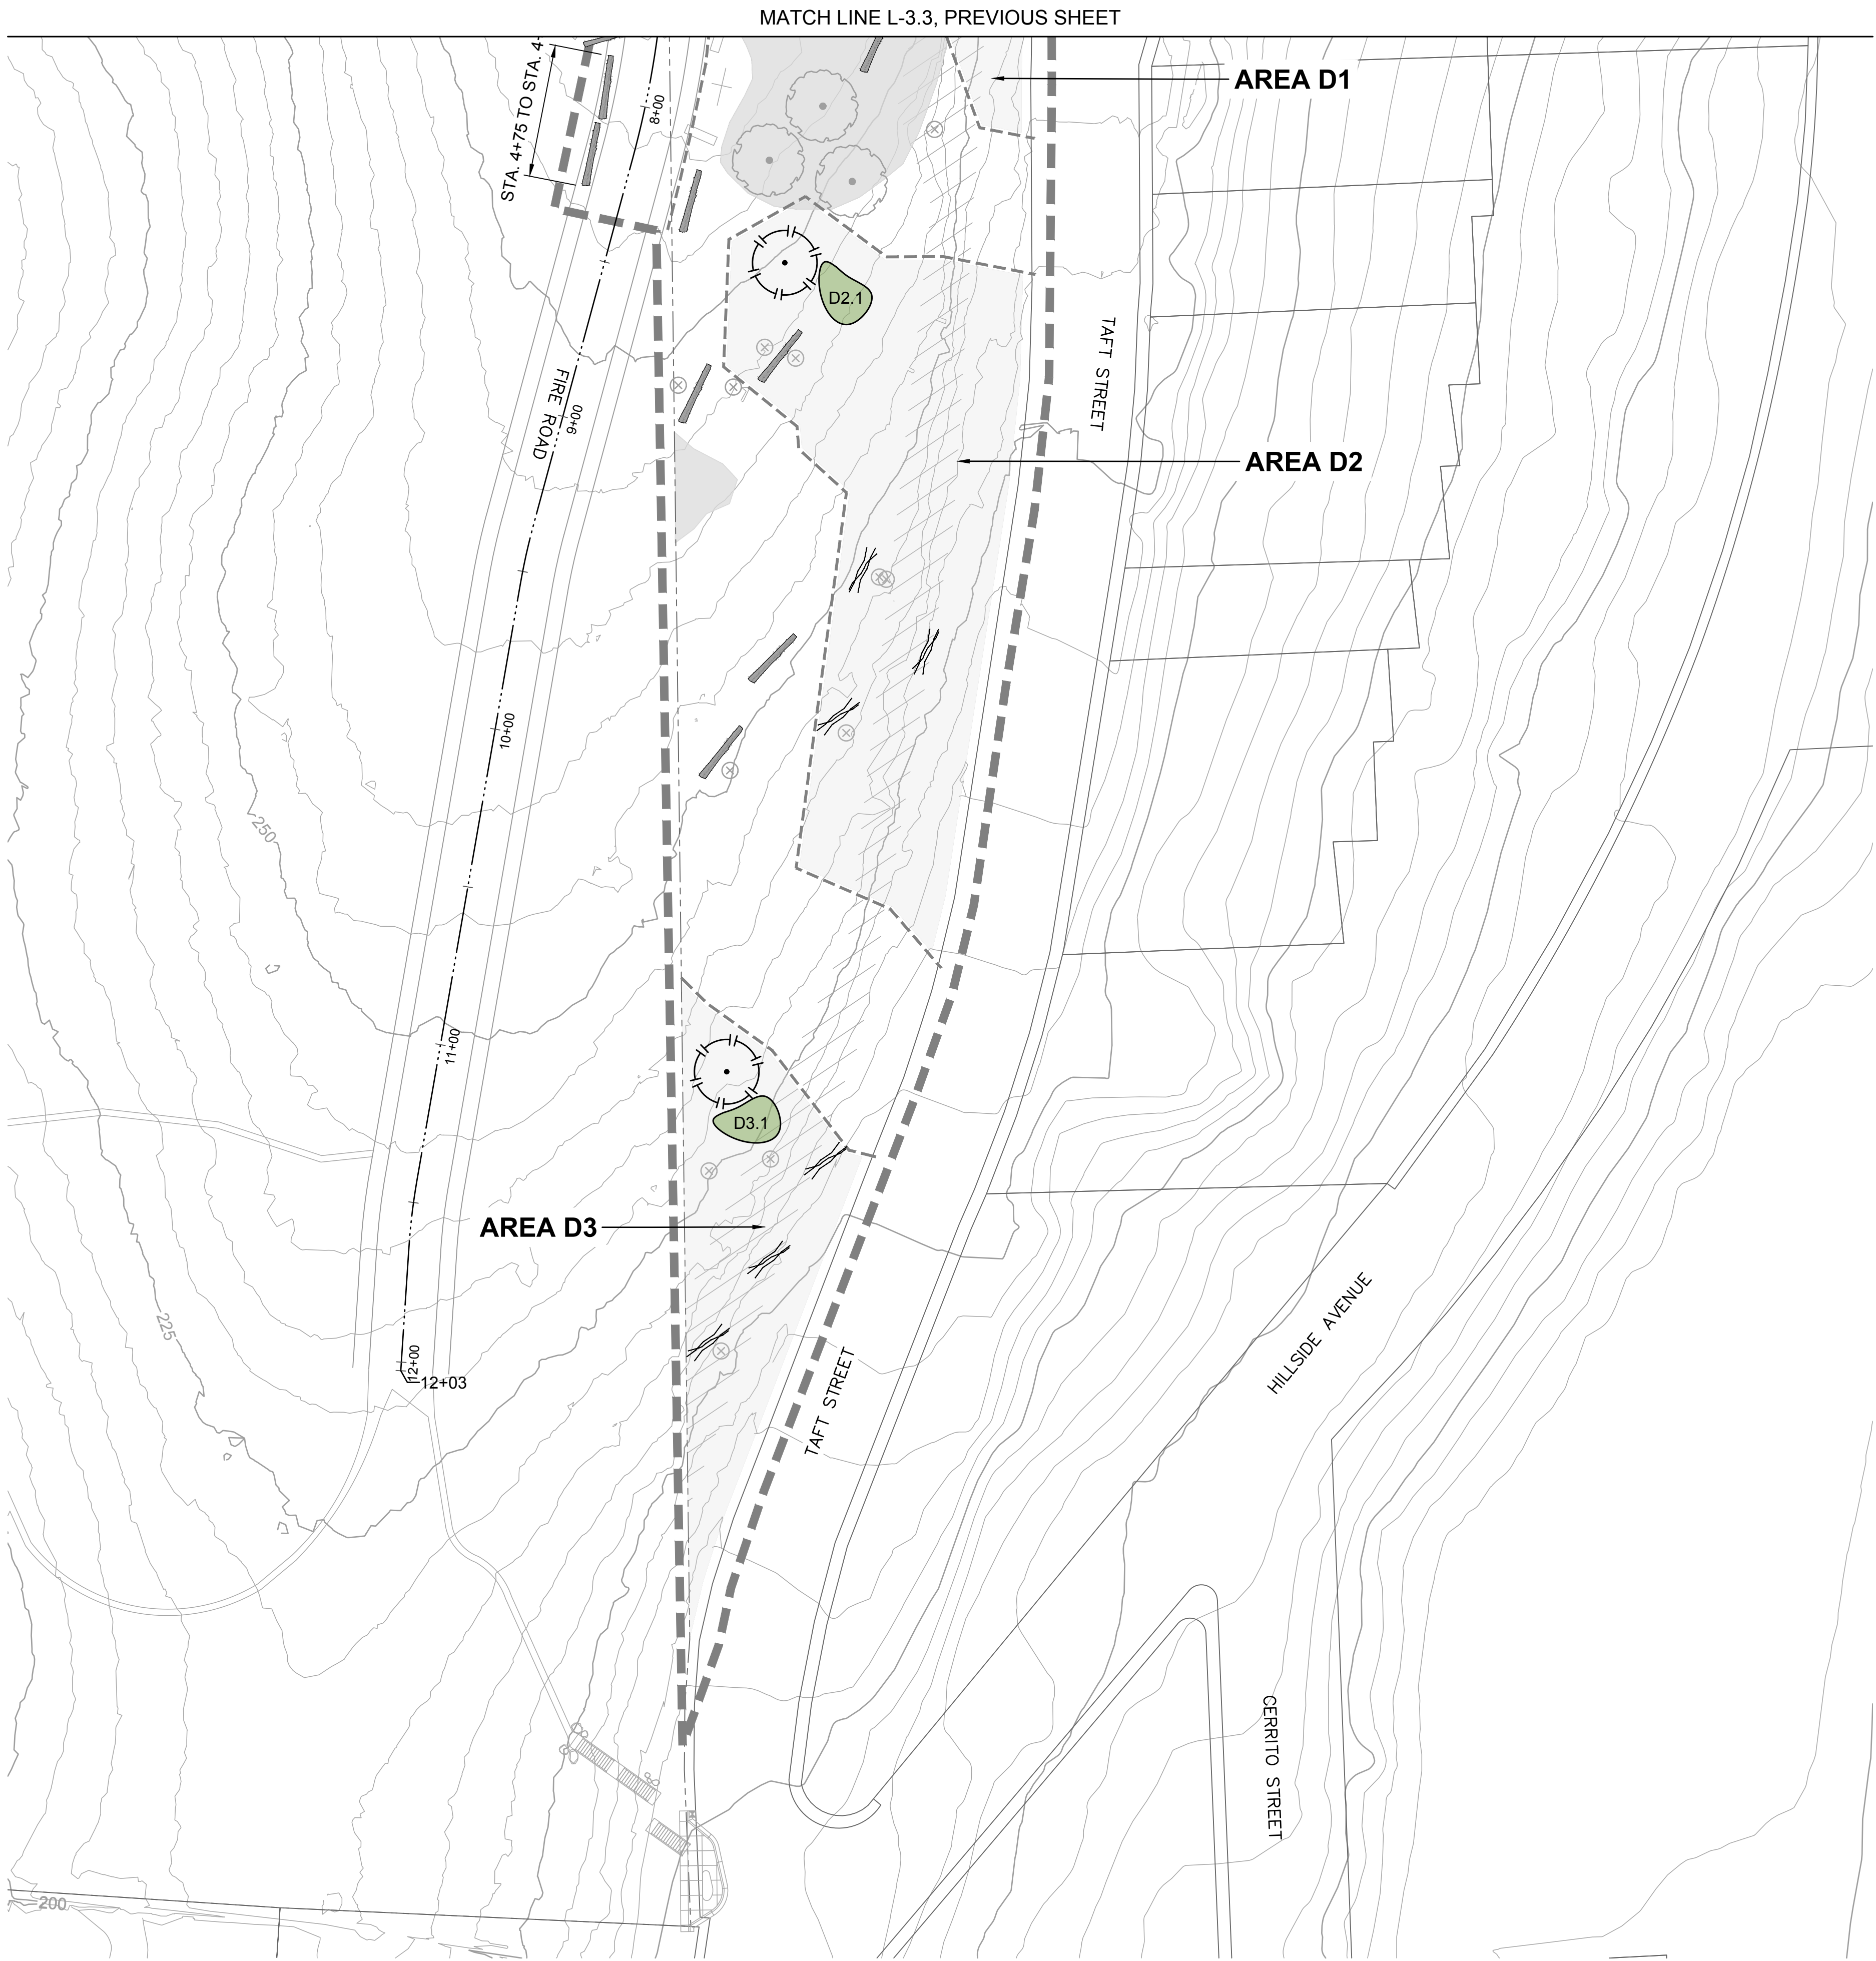 MATCH LINE L-3.3, PREVIOUS SHEET
STA. 4+75 TO STA. 4-
8+00
AREA D1
D2.1
TAFT STREET
FIRE ROAD
9+00
AREA D2
10+00
250
11+00
D3.1
AREA D3
225
12+00
12+03
TAFT STREET
HILLSIDE AVENUE
CERRITO STREET
200